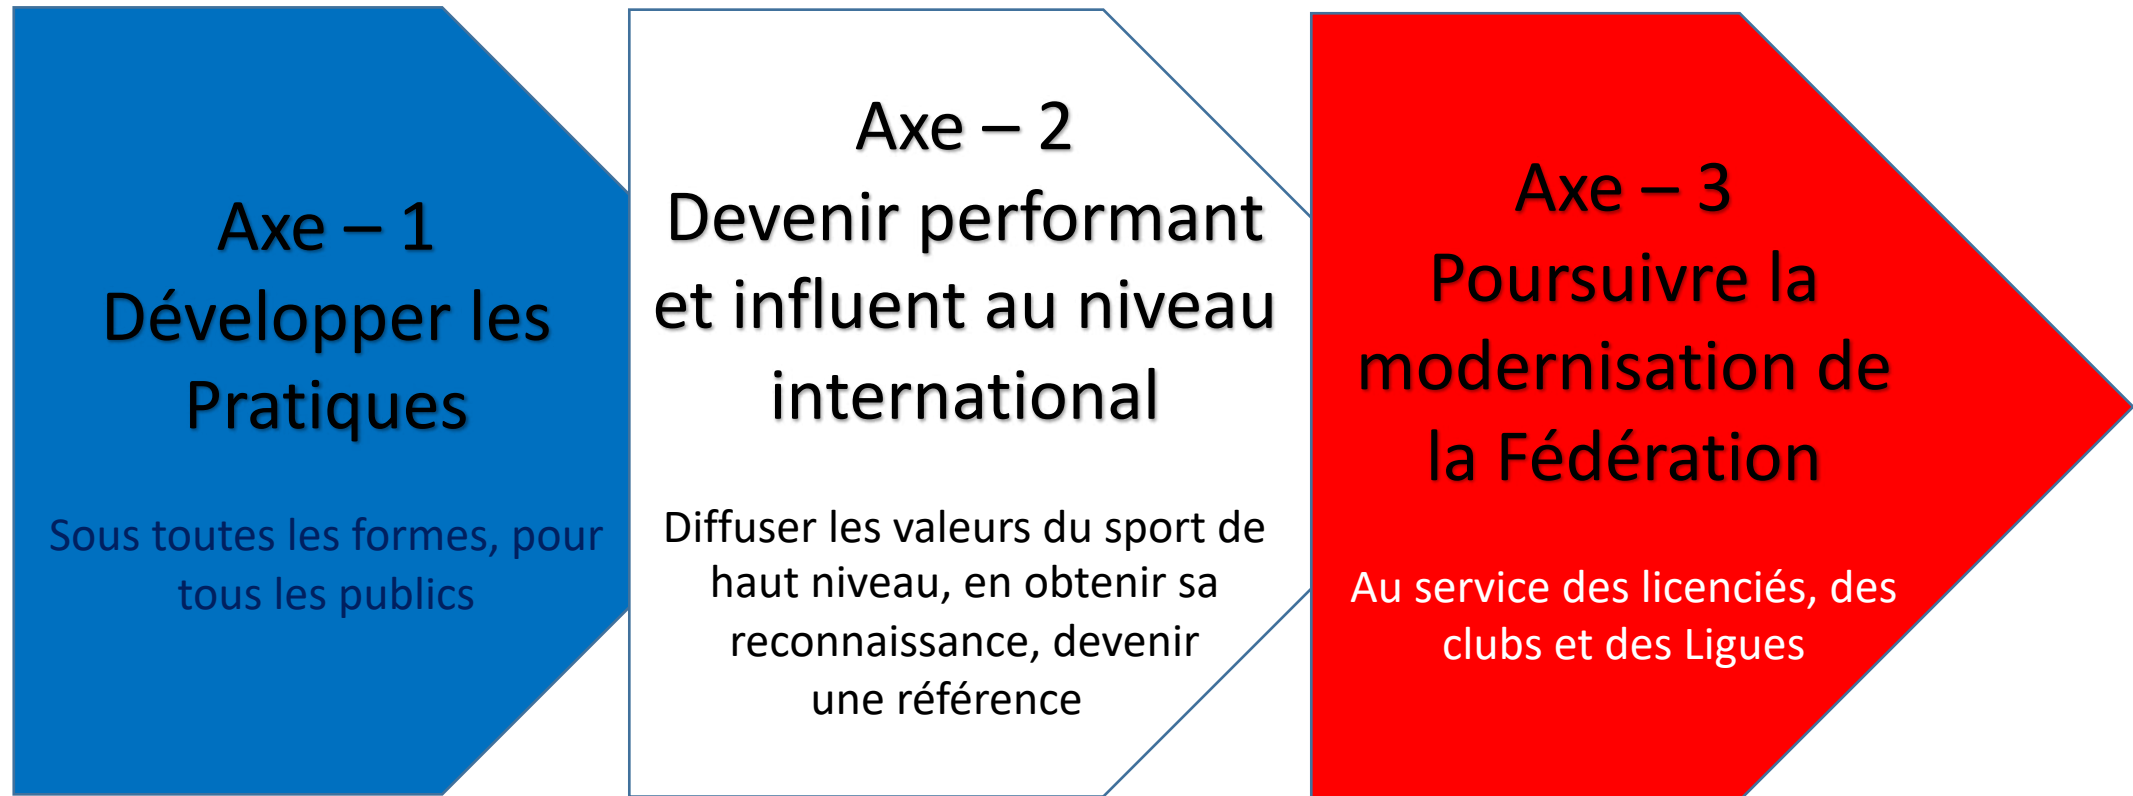 Axe – 1
Développer les
Pratiques
Sous toutes les formes, pour
tous les publics
Axe – 2
Devenir performant
et influent au niveau
international
Diffuser les valeurs du sport de
haut niveau, en obtenir sa
reconnaissance, devenir
une référence
Axe – 3
Poursuivre la
modernisation de
la Fédération
Au service des licenciés, des
clubs et des Ligues